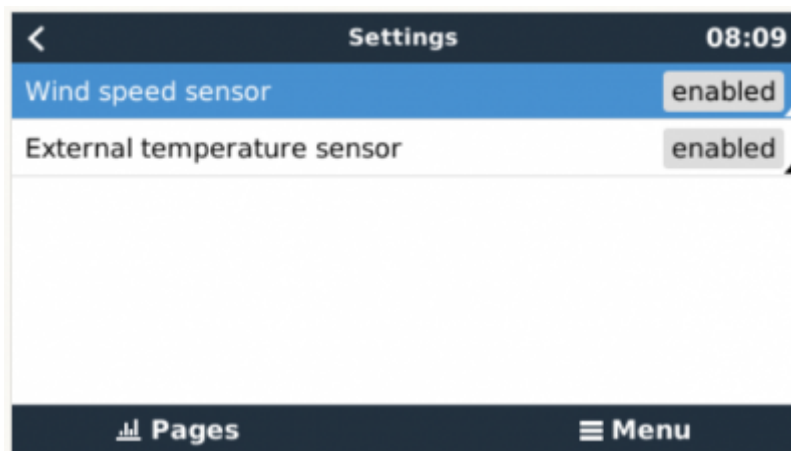 Settings 08:09
Wind speed sensor enabled
External temperature sensor enabled
Pages Menu